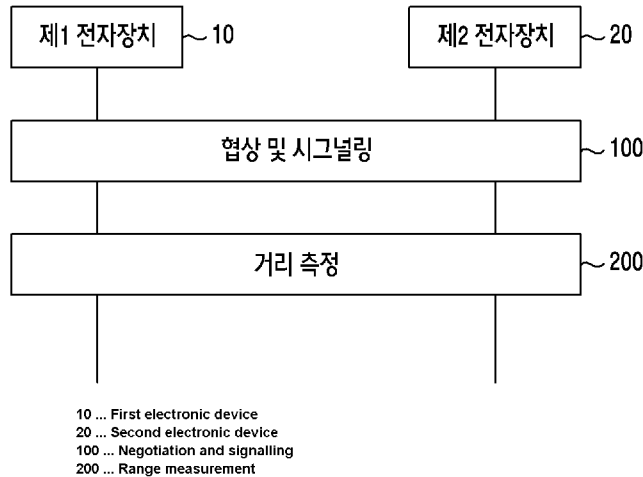 제1 전자장치 10
제2 전자장치 20
협상 및 시그널링 100
거리 측정 200
10 ... First electronic device
20 ... Second electronic device
100 ... Negotiation and signalling
200 ... Range measurement